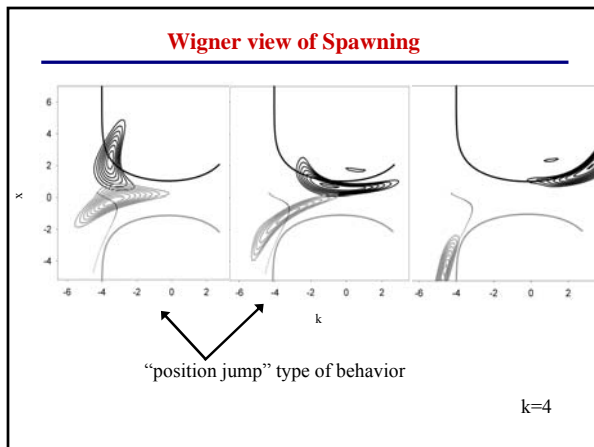 Wigner view of Spawning
6
4
2
0
-2
-4
x
-6 -4 -2 0 2 -6 -4 -2 0 2 -6 -4 -2 0 2
k
“position jump” type of behavior
k=4